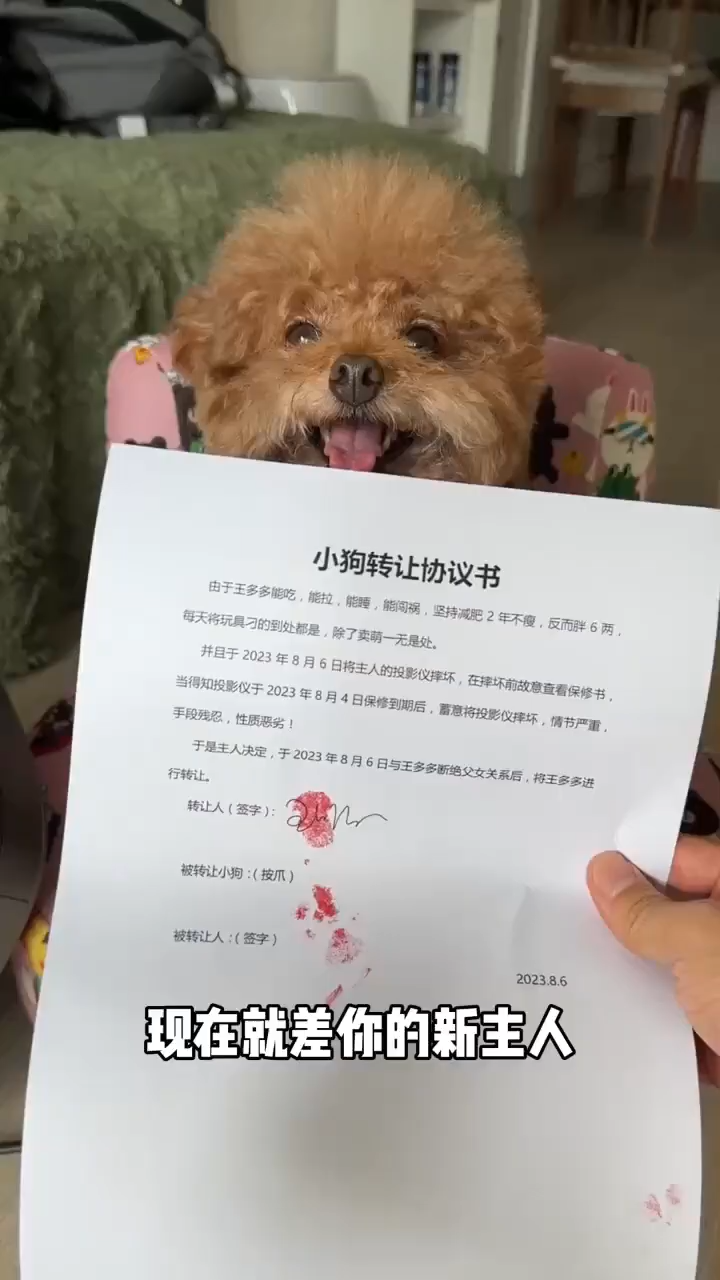 小狗转让协议书
由于王多多能吃，能拉，能睡，能闯祸，坚持减肥 2 年不瘦，反而胖 6 两，
每天将玩具刁的到处都是，除了卖萌一无是处。
并且于 2023 年 8 月 6 日将主人的投影仪摔坏，在摔坏前故意查看保修书，
当得知投影仪于 2023 年 8 月 4 日保修到期后，蓄意将投影仪摔坏，情节严重，
手段残忍，性质恶劣！
于是主人决定，于 2023 年 8 月 6 日与王多多断绝父女关系后，将王多多进
行转让。
转让人（签字）：
被转让小狗：（按爪）
被转让人：（签字）
2023.8.6
现在就差你的新主人